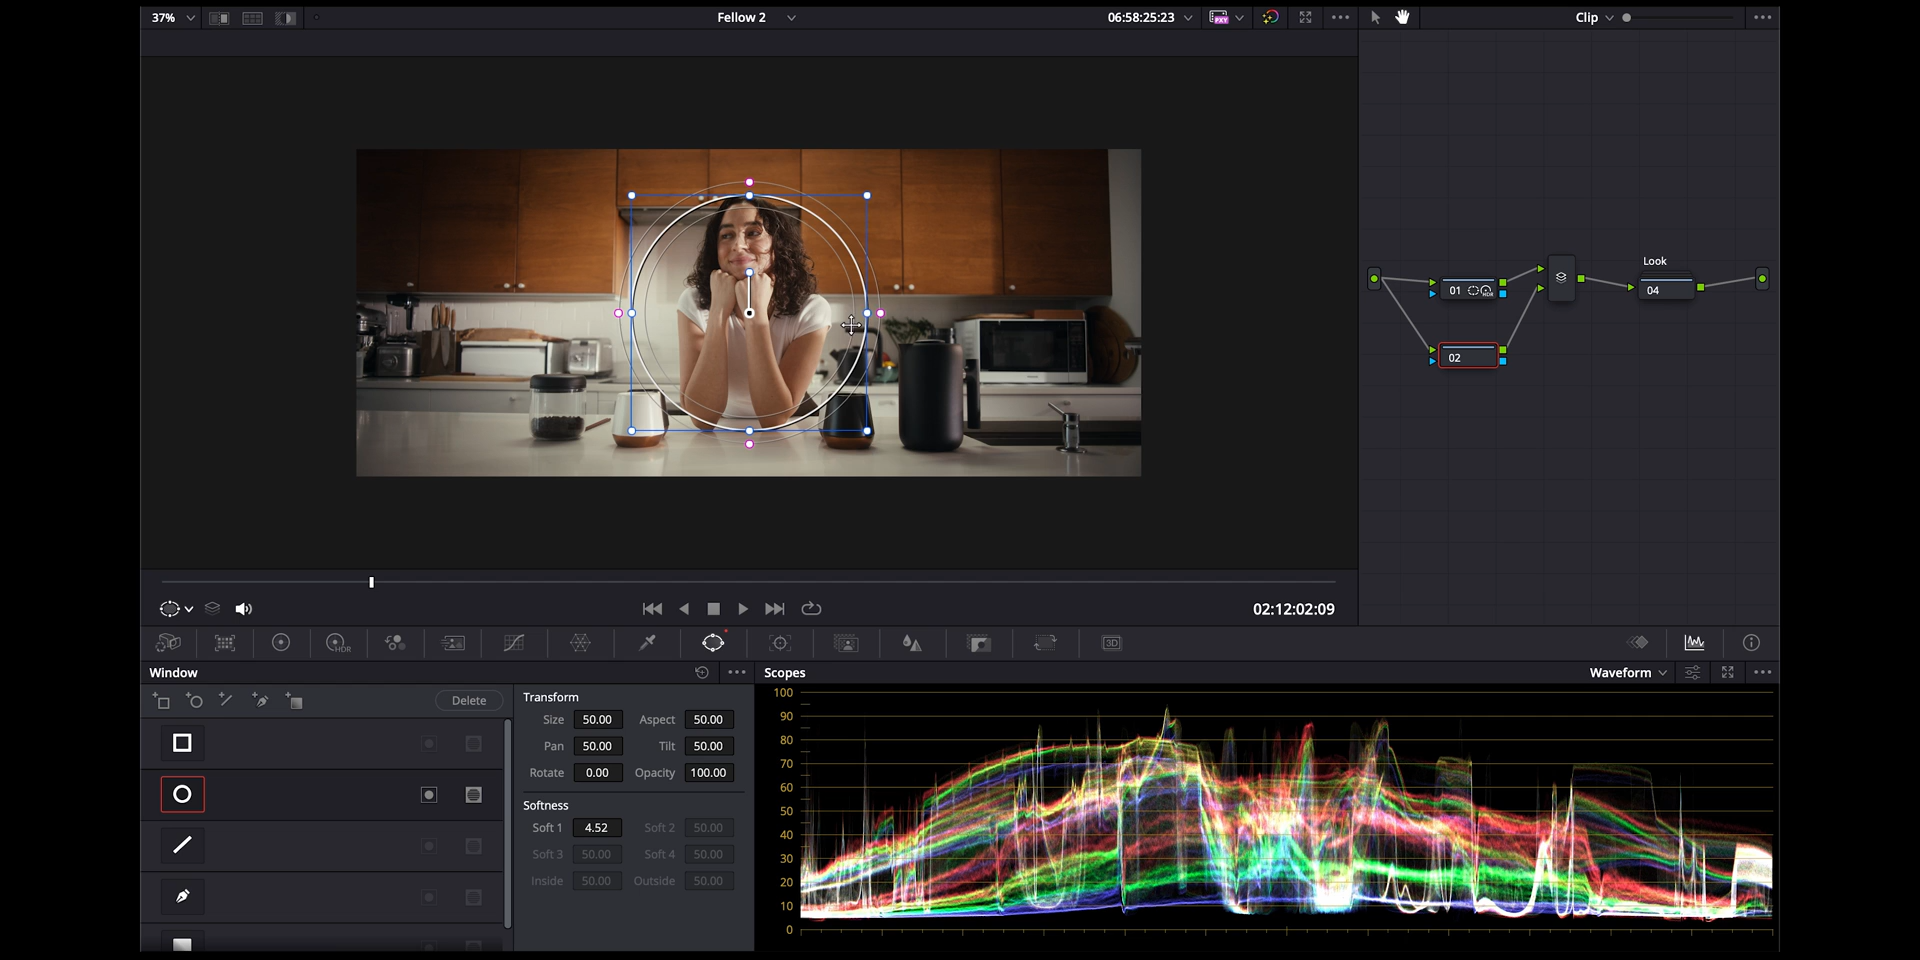 37%
Fellow 2
06:58:25:23
PXY
Clip
Look
01
HDR
04
02
02:12:02:09
HDR
3D
Window
Scopes
Waveform
Delete
Transform
Size 50.00 Aspect 50.00
Pan 50.00 Tilt 50.00
Rotate 0.00 Opacity 100.00
Softness
Soft 1 4.52 Soft 2 50.00
Soft 3 50.00 Soft 4 50.00
Inside 50.00 Outside 50.00
100
90
80
70
60
50
40
30
20
10
0